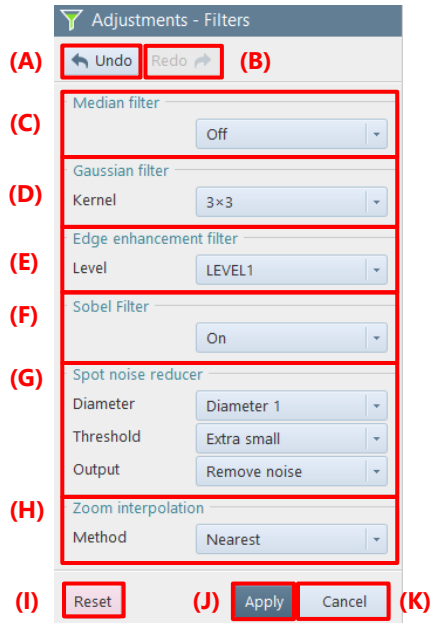 Adjustments - Filters
(A) Undo Redo (B)
(C) Median filter
Off
Gaussian filter
(D) Kernel 3×3
Edge enhancement filter
(E) Level LEVEL1
(F) Sobel Filter
On
(G) Spot noise reducer
Diameter Diameter 1
Threshold Extra small
Output Remove noise
(H) Zoom interpolation
Method Nearest
(I) Reset (J) Apply Cancel (K)